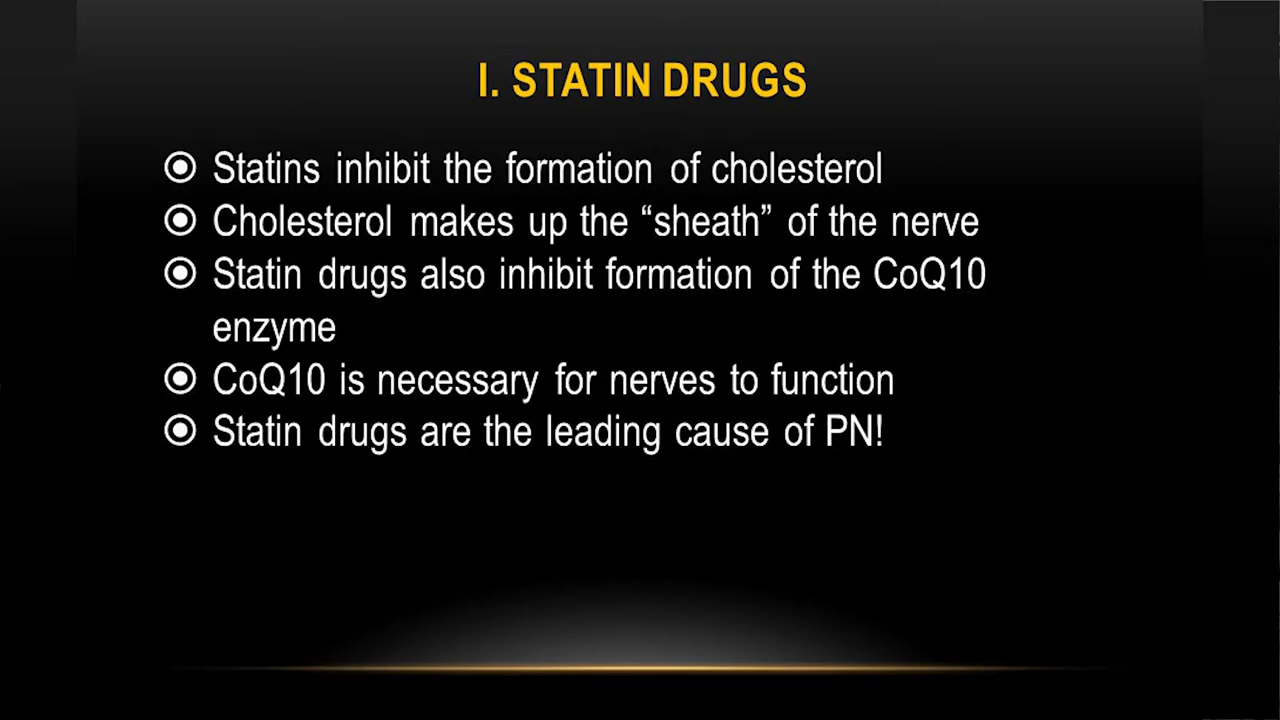 I. STATIN DRUGS
Statins inhibit the formation of cholesterol
Cholesterol makes up the “sheath” of the nerve
Statin drugs also inhibit formation of the CoQ10
enzyme
CoQ10 is necessary for nerves to function
Statin drugs are the leading cause of PN!